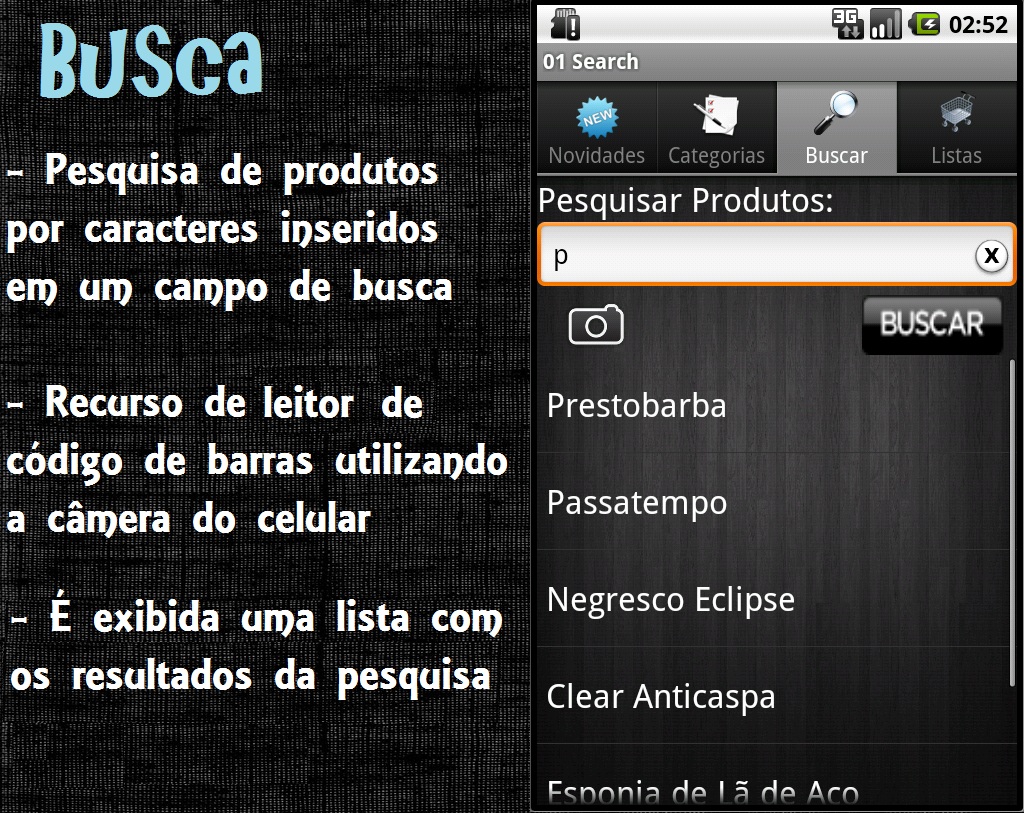 Busca
- Pesquisa de produtos
por caracteres inseridos
em um campo de busca
- Recurso de leitor de
código de barras utilizando
a câmera do celular
- É exibida uma lista com
os resultados da pesquisa
3G 02:52
01 Search
NEW
Novidades Categorias Buscar Listas
Pesquisar Produtos:
p X
BUSCAR
Prestobarba
Passatempo
Negresco Eclipse
Clear Anticaspa
Esponja de Lã de Aço